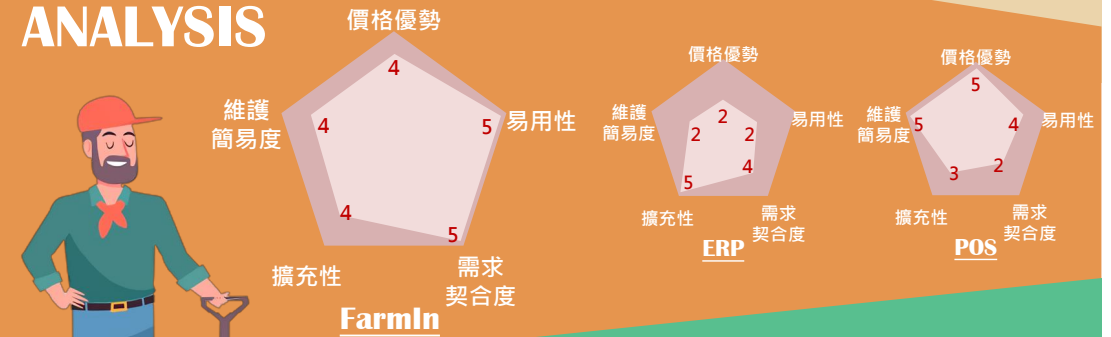 ANALYSIS
價格優勢
4
維護
簡易度
4
5
易用性
4
5
擴充性
需求
契合度
FarmIn
價格優勢
2
維護
簡易度
2
2
易用性
4
5
擴充性
需求
契合度
ERP
價格優勢
5
維護
簡易度
5
4
易用性
3
2
擴充性
需求
契合度
POS